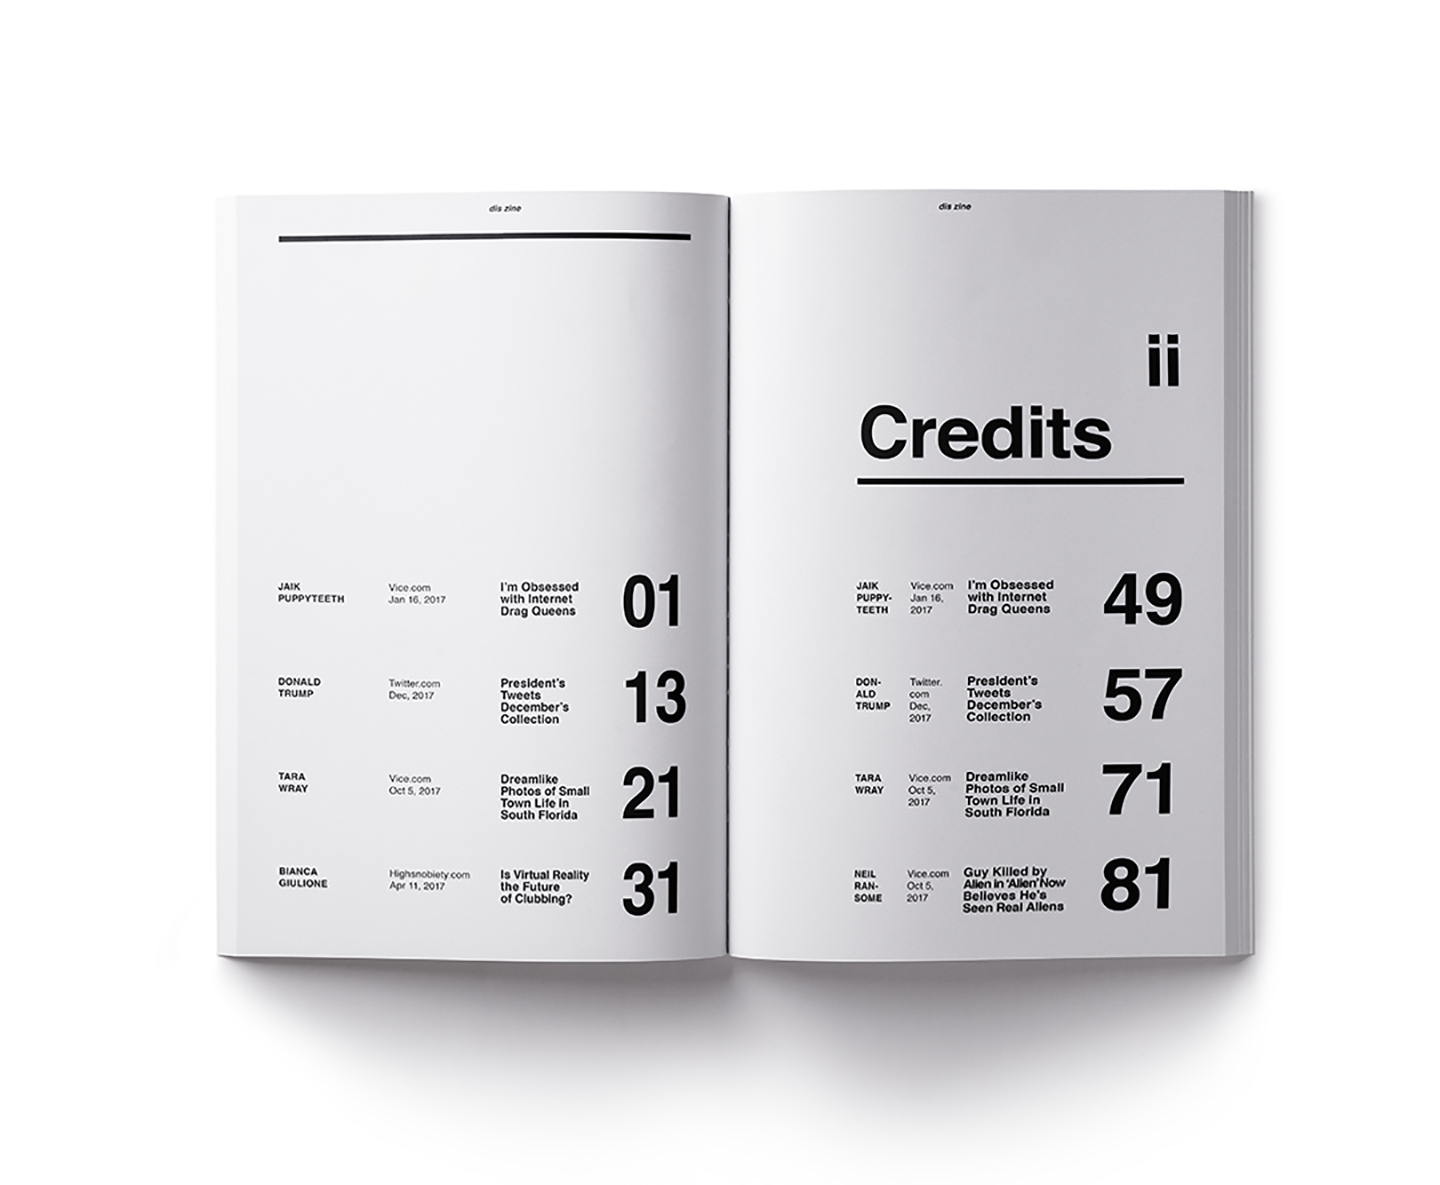 dis zine
JAIK
PUPPYTEETH
Vice.com
Jan 16, 2017
I'm Obsessed
with Internet
Drag Queens
01
DONALD
TRUMP
Twitter.com
Dec, 2017
President's
Tweets
December's
Collection
13
TARA
WRAY
Vice.com
Oct 5, 2017
Dreamlike
Photos of Small
Town Life in
South Florida
21
BIANCA
GIULIONE
Highsnobiety.com
Apr 11, 2017
Is Virtual Reality
the Future
of Clubbing?
31
dis zine
ii
Credits
JAIK
PUPPY-
TEETH
Vice.com
Jan 16,
2017
I'm Obsessed
with Internet
Drag Queens
49
DON-
ALD
TRUMP
Twitter.
com
Dec,
2017
President's
Tweets
December's
Collection
57
TARA
WRAY
Vice.com
Oct 5,
2017
Dreamlike
Photos of Small
Town Life in
South Florida
71
NEIL
RAN-
SOME
Vice.com
Oct 5,
2017
Guy Killed by
Alien in 'Alien' Now
Believes He's
Seen Real Aliens
81